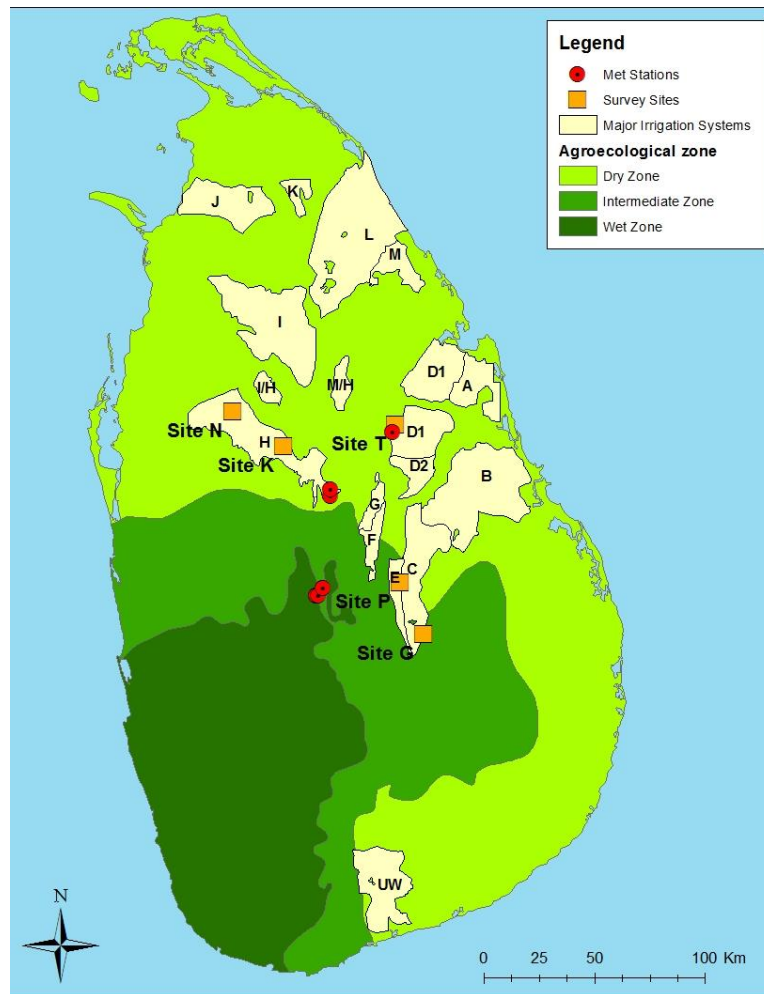 Legend
Met Stations
Survey Sites
Major Irrigation Systems
Agroecological zone
Dry Zone
Intermediate Zone
Wet Zone
J
K
L
M
I
I/H
M/H
D1
A
Site N
H
Site T
D1
Site K
D2
B
G
F
E
C
Site P
Site G
UW
N
0 25 50 100 Km